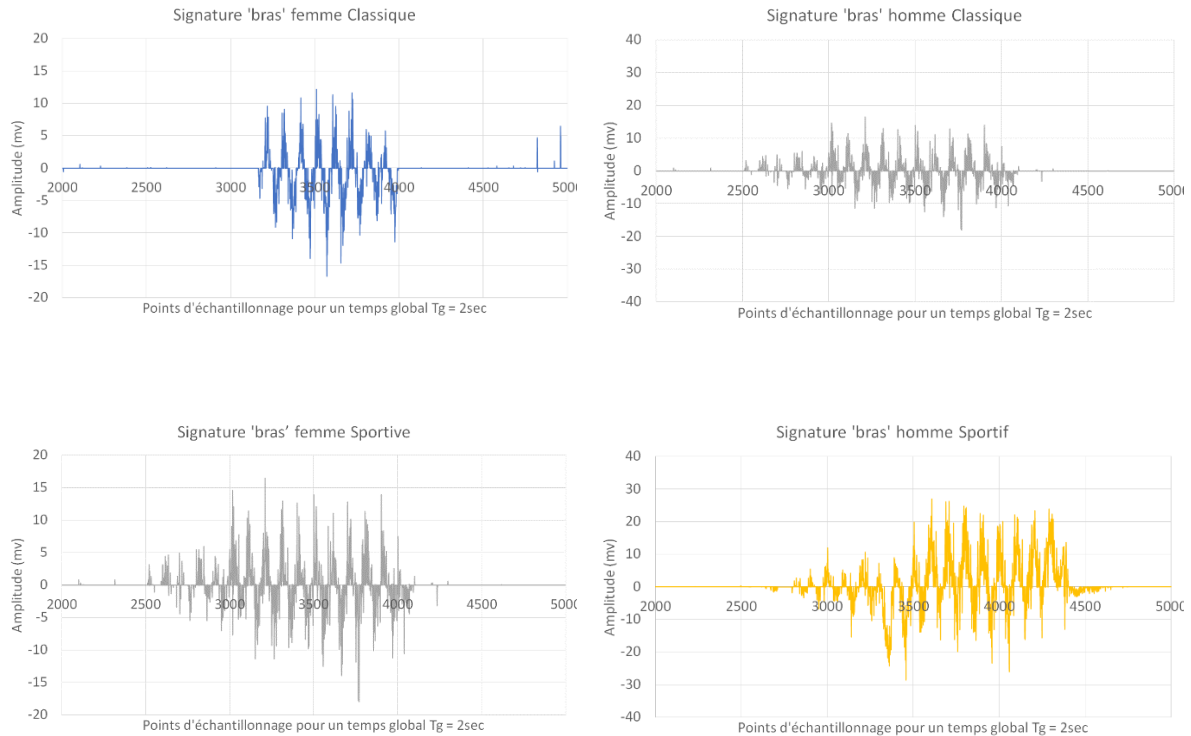 Signature 'bras' femme Classique
20
15
10
5
0
-5
-10
-15
-20
2000 2500 3000 3500 4000 4500 5000
Amplitude (mv)
Points d'échantillonnage pour un temps global Tg = 2sec
Signature 'bras' homme Classique
40
30
20
10
0
-10
-20
-30
-40
2000 2500 3000 3500 4000 4500 5000
Amplitude (mv)
Points d'échantillonnage pour un temps global Tg = 2sec
Signature 'bras’ femme Sportive
20
15
10
5
0
-5
-10
-15
-20
2000 2500 3000 3500 4000 4500 5000
Amplitude (mv)
Points d'échantillonnage pour un temps global Tg = 2sec
Signature 'bras' homme Sportif
40
30
20
10
0
-10
-20
-30
-40
2000 2500 3000 3500 4000 4500 5000
Amplitude (mv)
Points d'échantillonnage pour un temps global Tg = 2sec